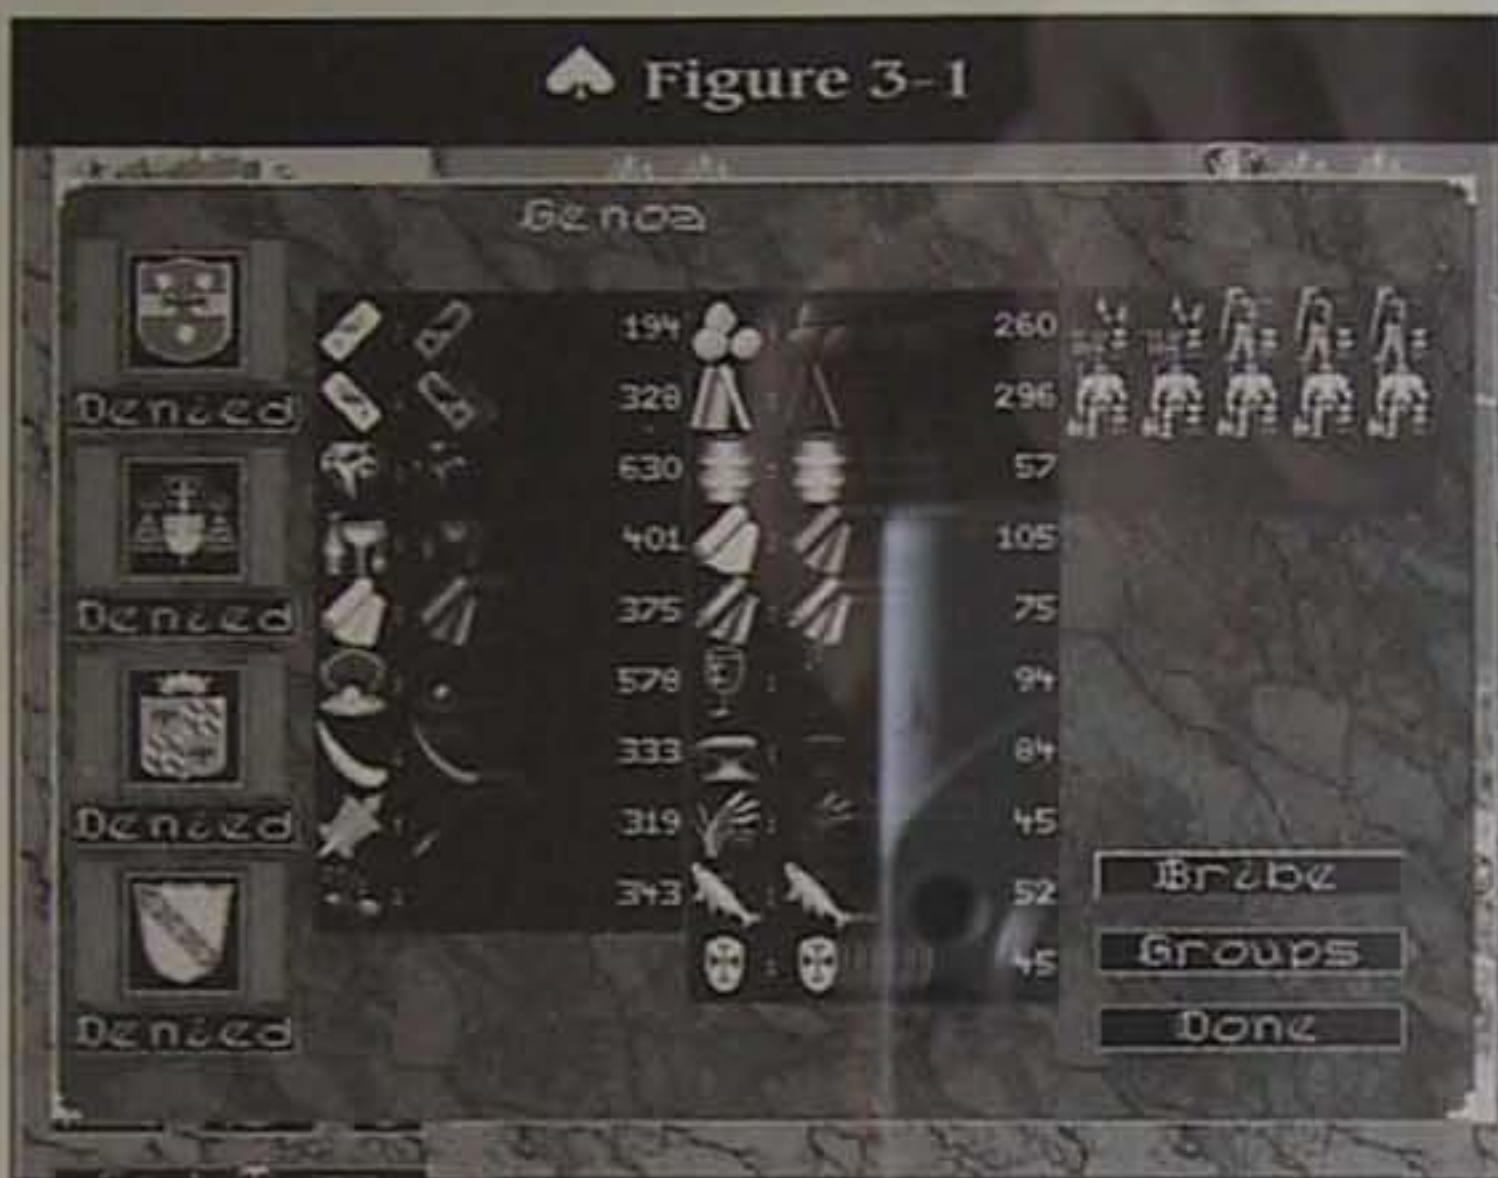 Figure 3-1
Genoa
194 260
Denied 328 296
630 57
401 105
Denied 375 75
578 94
333 84
Denied 319 45
343 52
Bribe
45
Groups
Denied Done